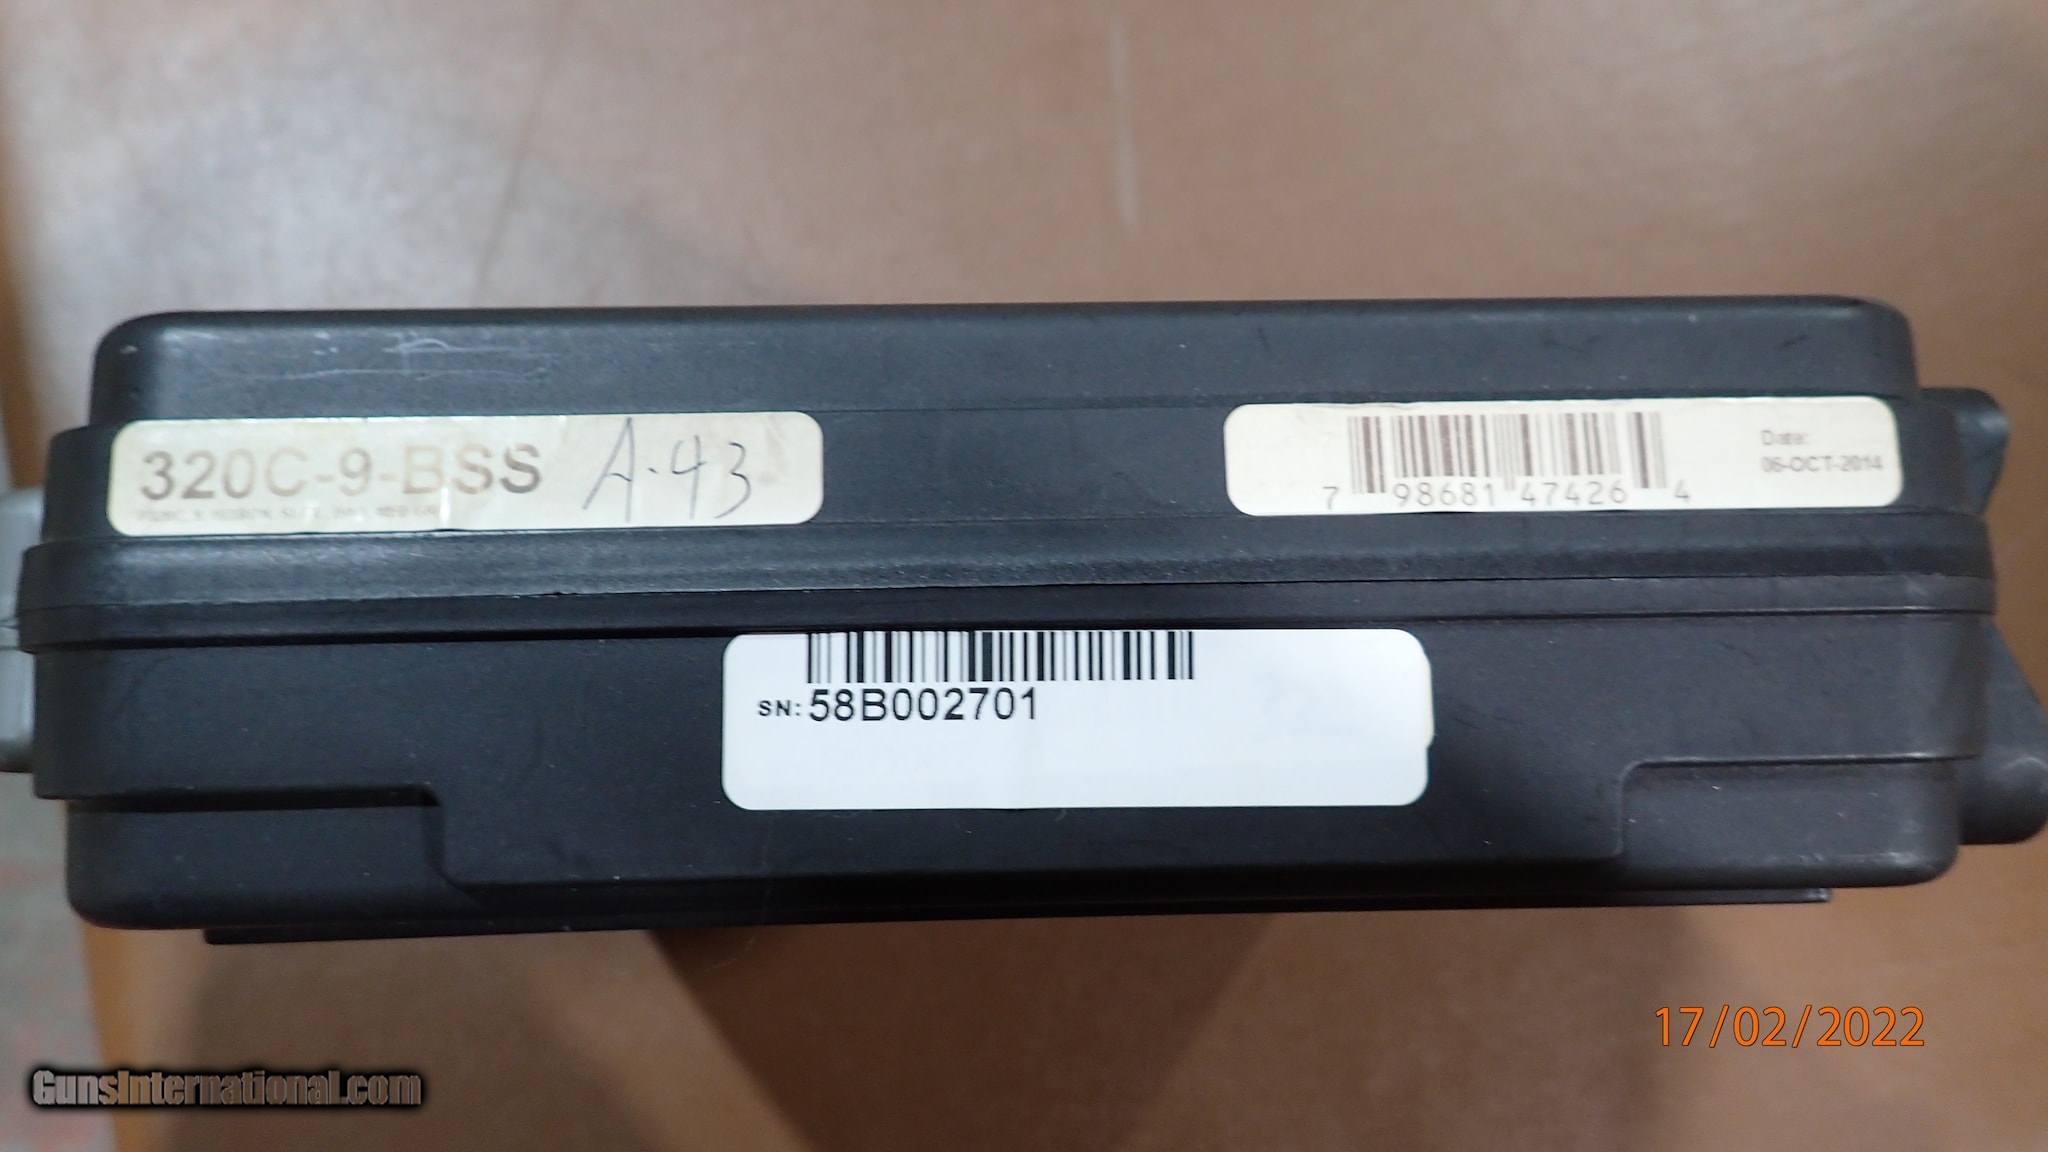 320C-9-BSS A-43
7 98681 47426 4
Date:
06-OCT-2014
SN: 58B002701
17/02/2022
GunsInternational.com